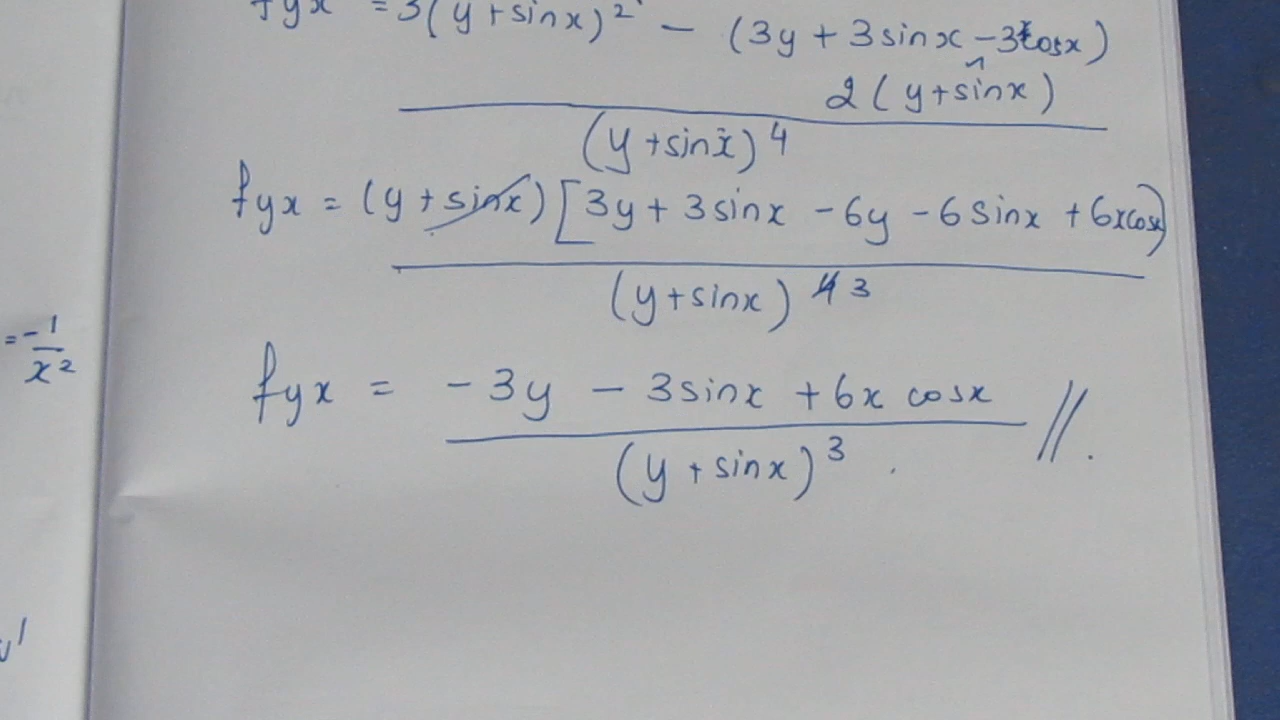 fyx = 3(y + sinx)² − (3y + 3sinx − 3xcosx)
2(y+sinx)
(y + sinx)⁴
fyx = (y + sinx) [3y + 3sinx − 6y − 6sinx + 6xcosx)
(y + sinx) 4 3
= -1
x²
fyx = - 3y − 3sinx + 6x cosx //.
(y + sinx)³